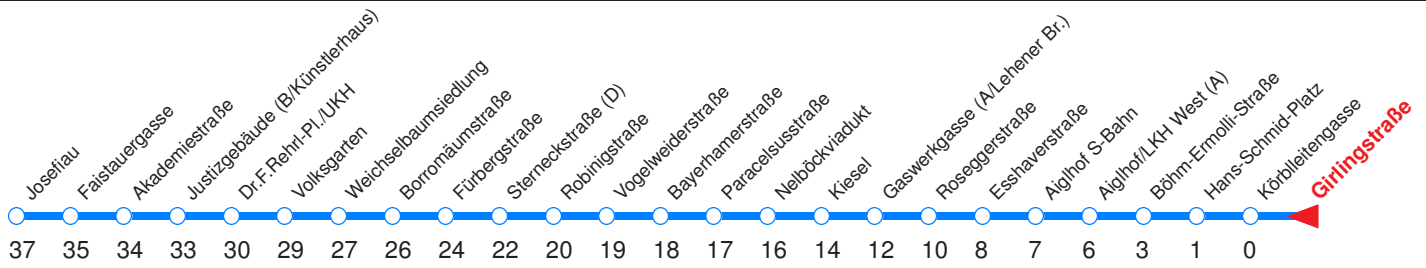 Josefiau
Faistauergasse
Akademiestraße
Justizgebäude (B/Künstlerhaus)
Dr.F.Rehrl-Pl./UKH
Volksgarten
Weichselbaumsiedlung
Borromäumstraße
Fürbergstraße
Sterneckstraße (D)
Robinigstraße
Vogelweiderstraße
Bayerhamerstraße
Paracelsusstraße
Nelböckviadukt
Kiesel
Gaswerkgasse (A/Lehener Br.)
Roseggerstraße
Esshaverstraße
Aiglhof S-Bahn
Aiglhof/LKH West (A)
Böhm-Ermolli-Straße
Hans-Schmid-Platz
Körblleitengasse
Girlingstraße
37 35 34 33 30 29 27 26 24 22 20 19 18 17 16 14 12 10 8 7 6 3 1 0